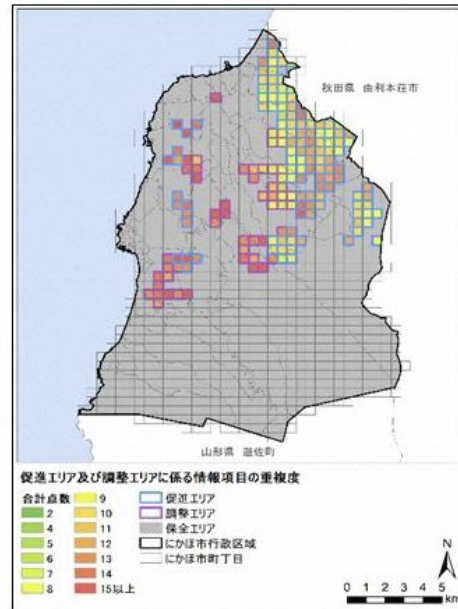 秋田県 由利本荘市
山形県 遊佐町
促進エリア及び調整エリアに係る情報項目の重複度
合計点数
2
4
5
6
7
8
9
10
11
12
13
14
15以上
促進エリア
調整エリア
保全エリア
にかほ市行政区域
にかほ市町丁目
N
0 1 2 3 4 5
km